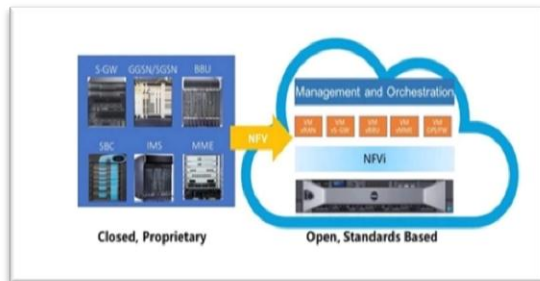 S-GW GGSN/SGSN BBU
SBC IMS MME
NFV
Management and Orchestration
VM VM VM VM VM
NFVi
Closed, Proprietary
Open, Standards Based